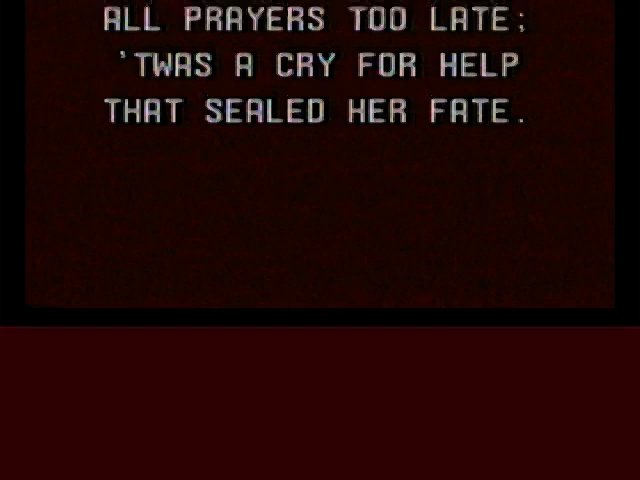 ALL PRAYERS TOO LATE;
'TWAS A CRY FOR HELP
THAT SEALED HER FATE.